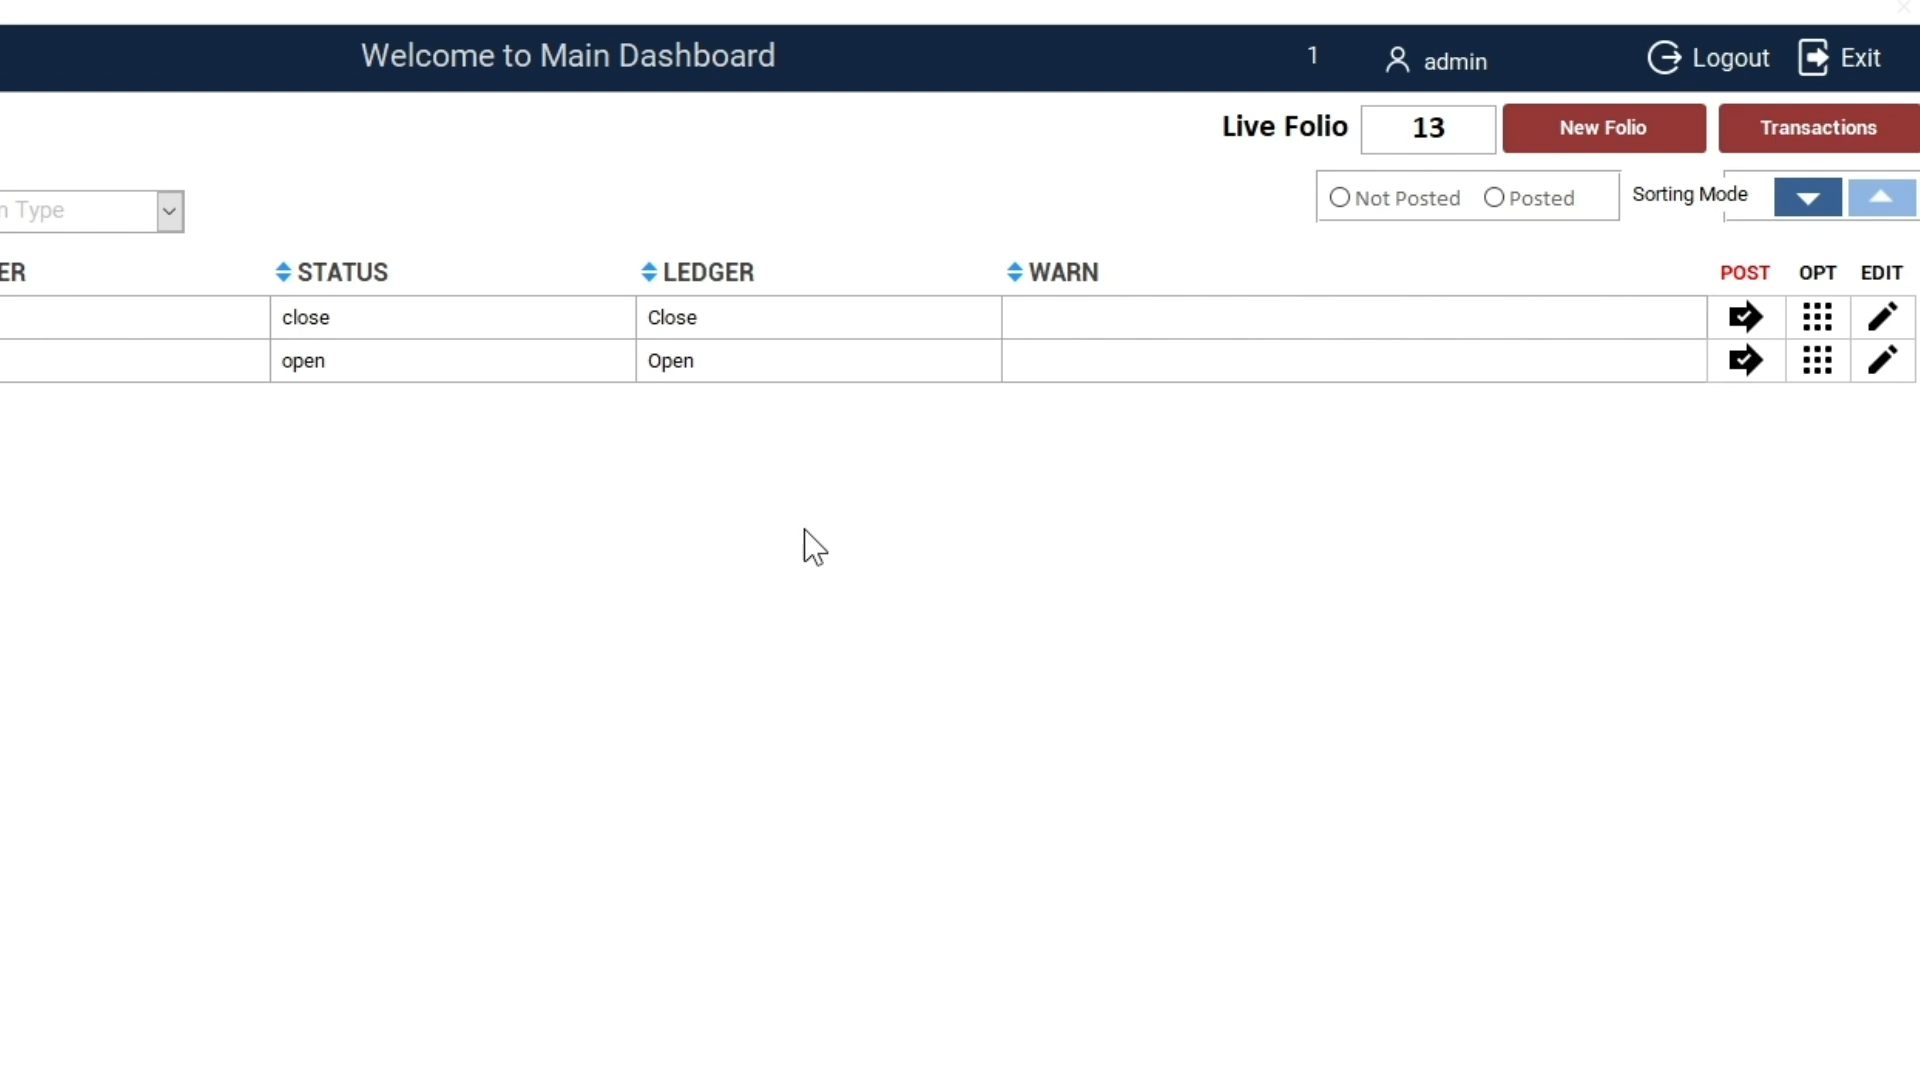 Welcome to Main Dashboard 1 admin Logout Exit
Live Folio 13 New Folio Transactions
Type Not Posted Posted Sorting Mode
ER STATUS LEDGER WARN POST OPT EDIT
close Close
open Open